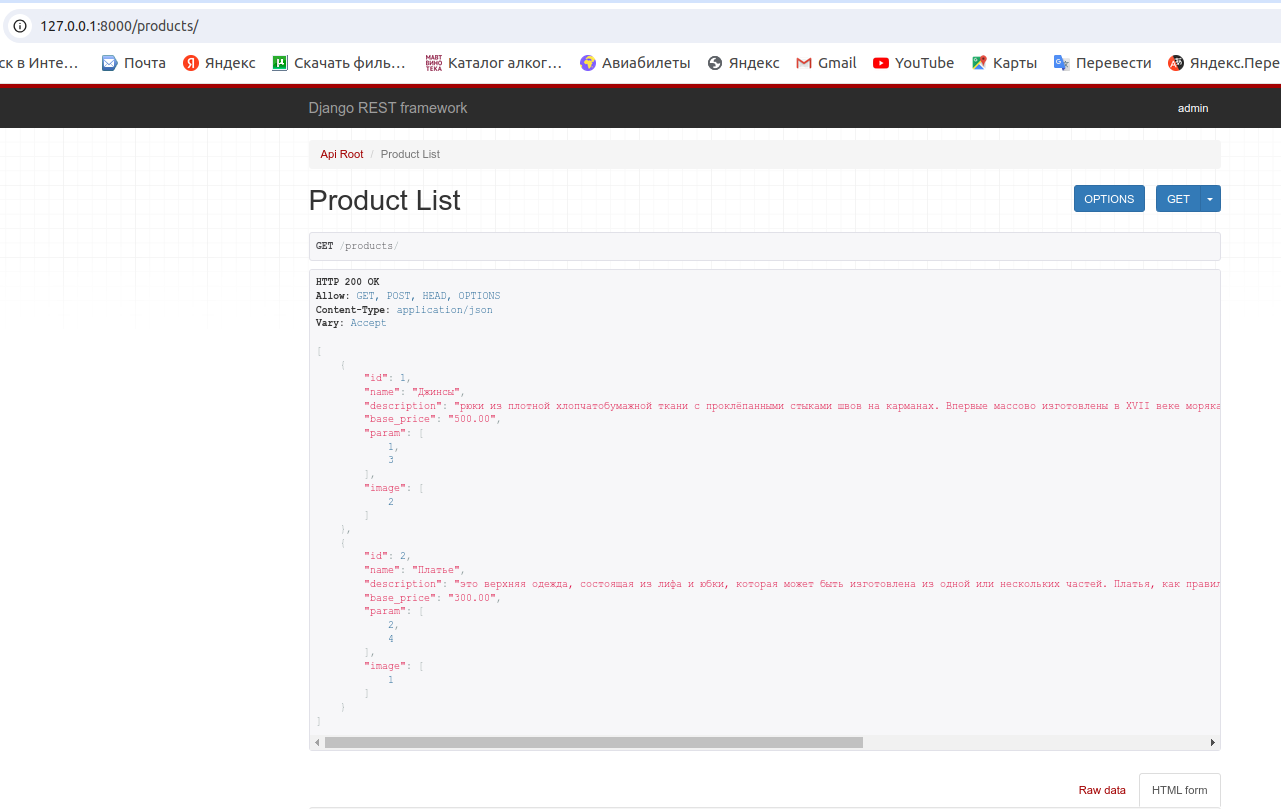 127.0.0.1:8000/products/
ск в Инте... Почта Яндекс Скачать филь... МАВТ ВИНО ТЕКА Каталог алког... Авиабилеты Яндекс Gmail YouTube Карты Перевести Яндекс.Пере
Django REST framework admin
Api Root / Product List
Product List OPTIONS GET
GET /products/
HTTP 200 OK
Allow: GET, POST, HEAD, OPTIONS
Content-Type: application/json
Vary: Accept
[
{
"id": 1,
"name": "Джинсы",
"description": "рюки из плотной хлопчатобумажной ткани с проклёпанными стыками швов на карманах. Впервые массово изготовлены в XVII веке моряка
"base_price": "500.00",
"param": [
1,
3
],
"image": [
2
]
},
{
"id": 2,
"name": "Платье",
"description": "это верхняя одежда, состоящая из лифа и юбки, которая может быть изготовлена из одной или нескольких частей. Платья, как правил
"base_price": "300.00",
"param": [
2,
4
],
"image": [
1
]
}
]
Raw data HTML form